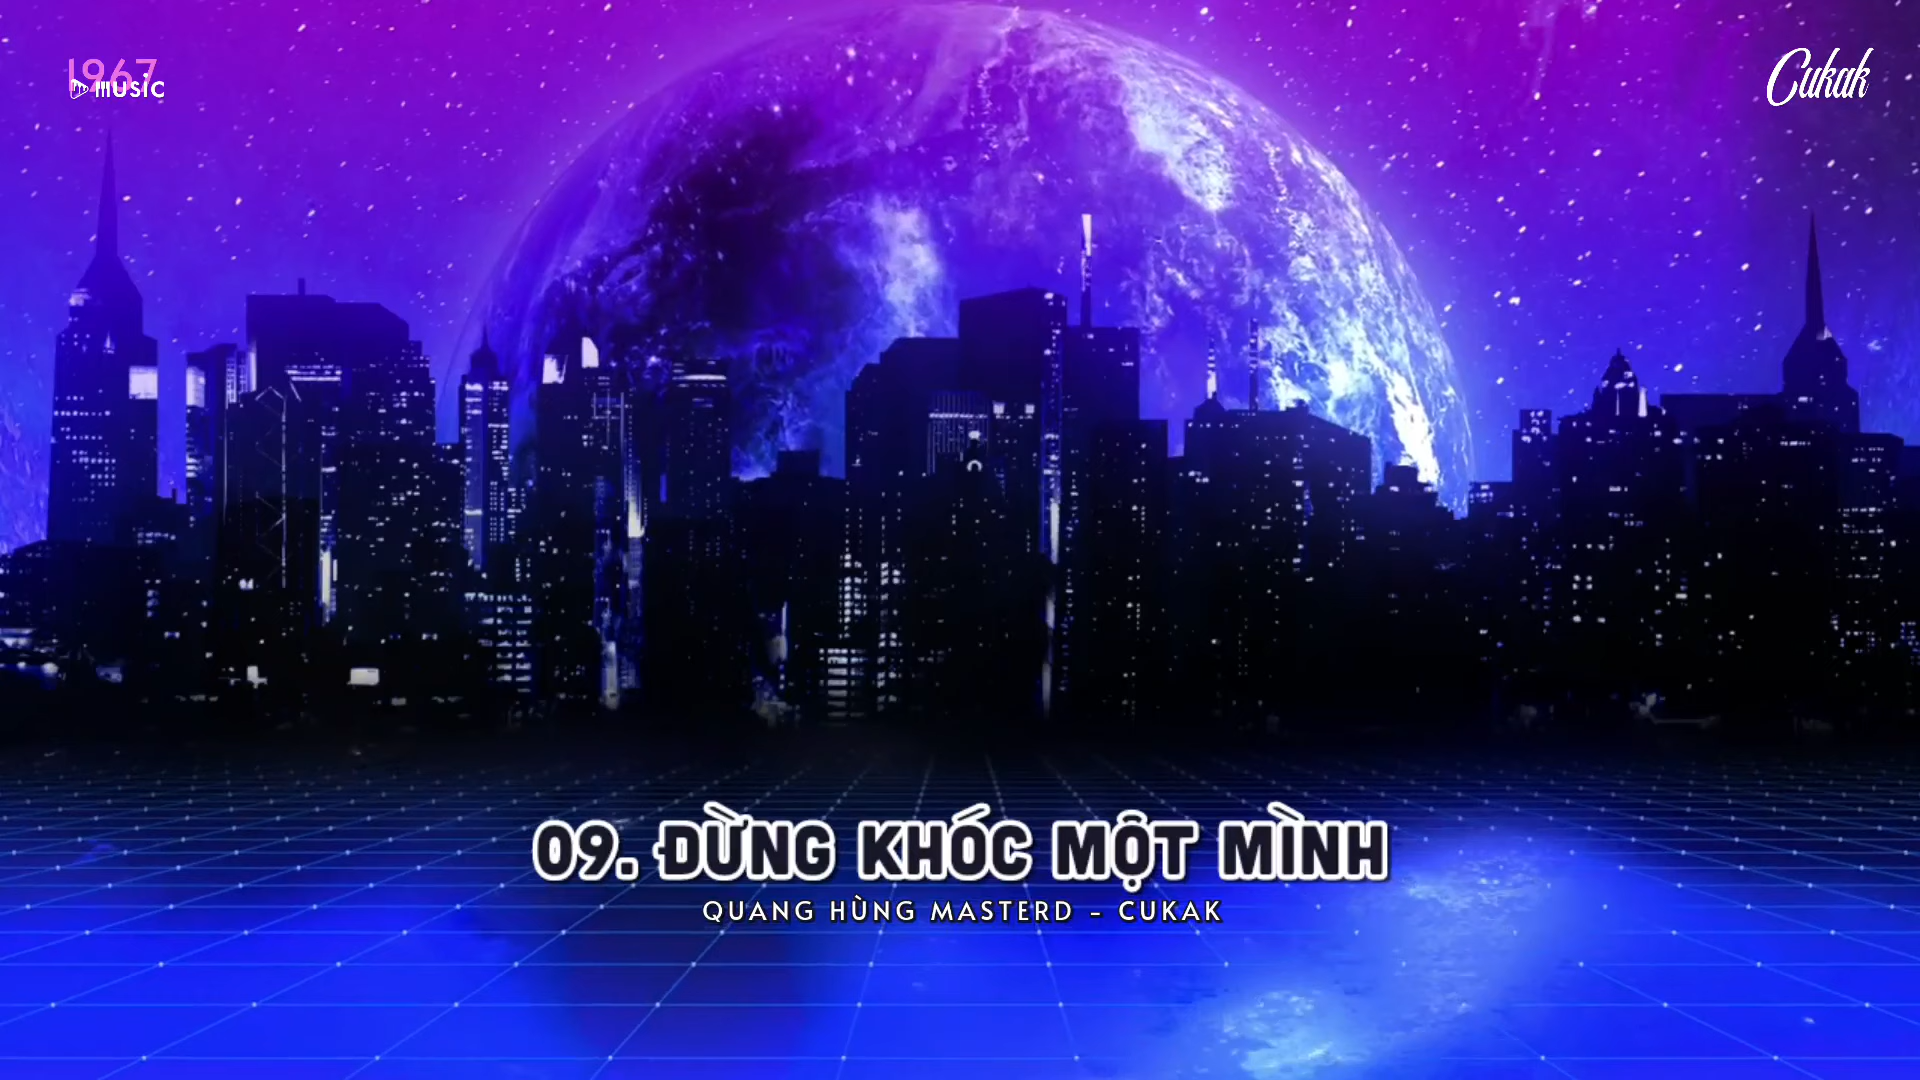 1967
music
Cukak
09. ĐỪNG KHÓC MỘT MÌNH
QUANG HÙNG MASTERD - CUKAK